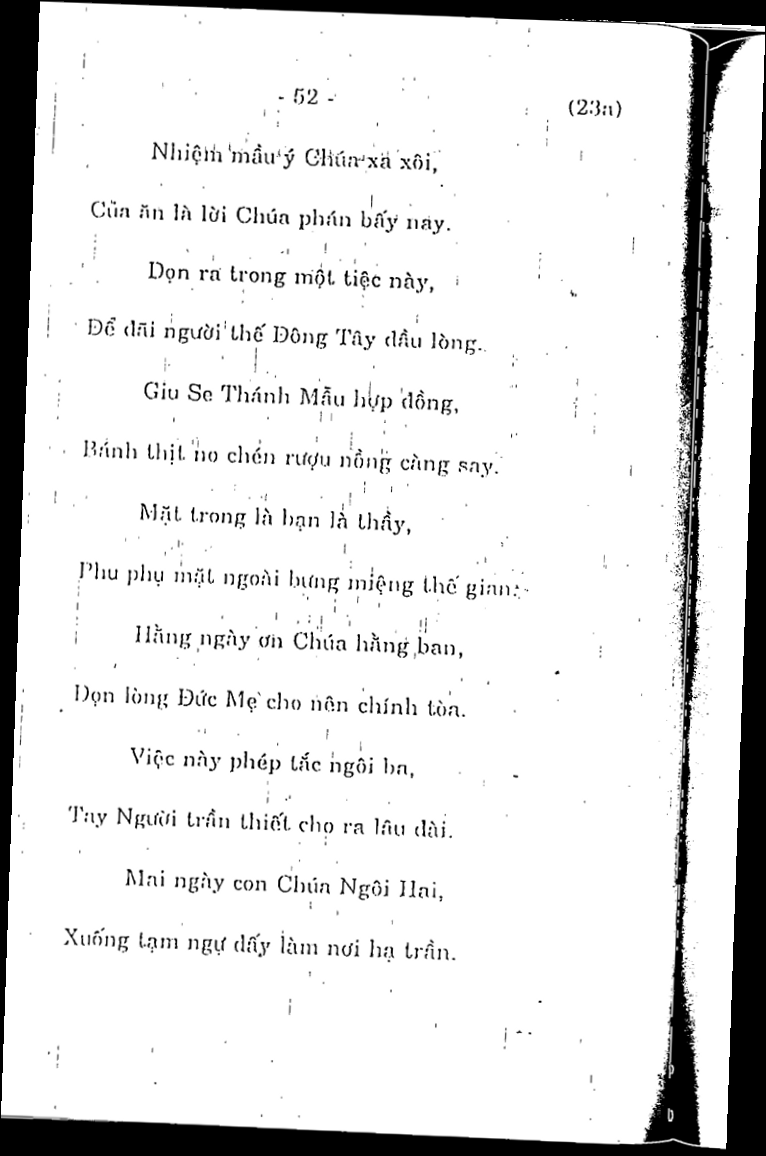 - 52 -
(23a)
Nhiệm mầu ý Chúa xa xôi,
Của ăn là lời Chúa phán bấy nay.
Dọn ra trong một tiệc này,
Để dãi người thế Đông Tây dầu lòng.
Giu Se Thánh Mẫu hợp đồng,
Bánh thịt no chén rượu nồng càng say.
Mặt trong là bạn là thầy,
Phu phụ mặt ngoài bưng miệng thế gian.
Hằng ngày ơn Chúa hằng ban,
Dọn lòng Đức Mẹ cho nên chính tòa.
Việc này phép tắc ngôi ba,
Tay Người trần thiết cho ra lâu dài.
Mai ngày con Chúa Ngôi Hai,
Xuống tạm ngự đấy làm nơi hạ trần.